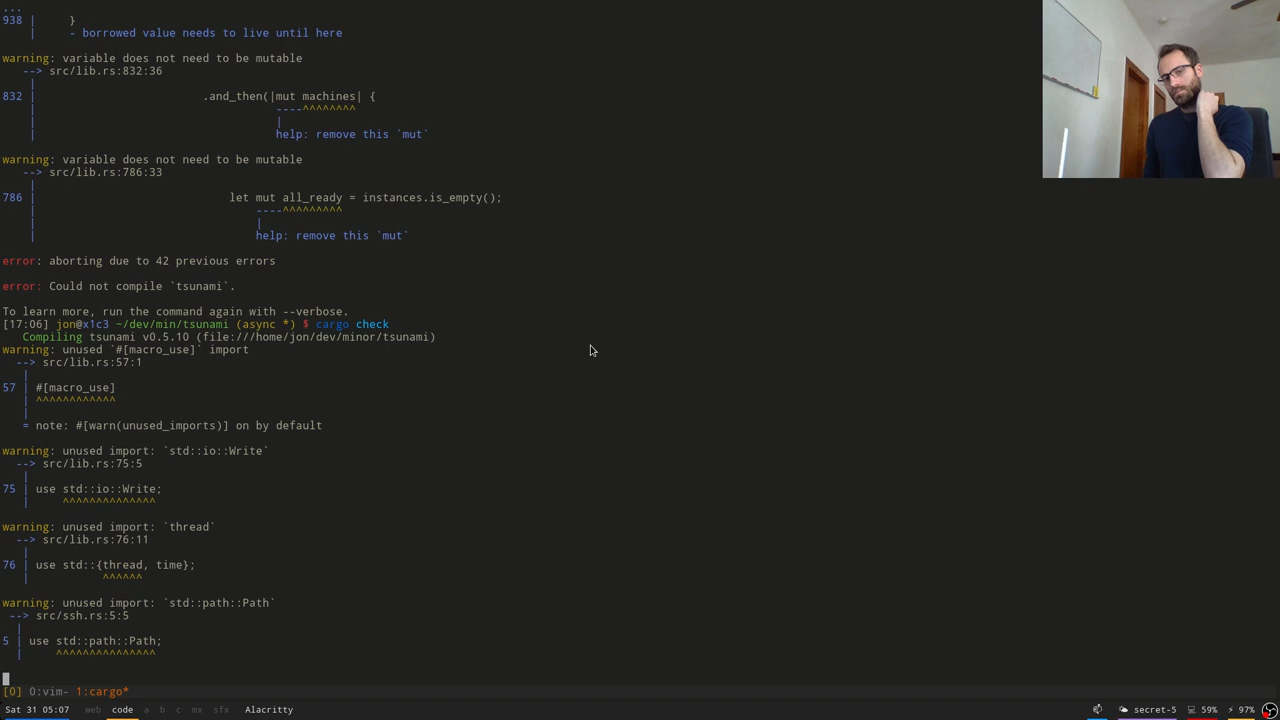 ...
938 |     }
    |     - borrowed value needs to live until here
warning: variable does not need to be mutable
   --> src/lib.rs:832:36
    |
832 |                         .and_then(|mut machines| {
    |                                    ----^^^^^^^^
    |                                    |
    |                                    help: remove this `mut`
warning: variable does not need to be mutable
   --> src/lib.rs:786:33
    |
786 |                             let mut all_ready = instances.is_empty();
    |                                 ----^^^^^^^^^
    |                                 |
    |                                 help: remove this `mut`
error: aborting due to 42 previous errors
error: Could not compile `tsunami`.
To learn more, run the command again with --verbose.
[17:06] jon@x1c3 ~/dev/min/tsunami (async *) $ cargo check
   Compiling tsunami v0.5.10 (file:///home/jon/dev/minor/tsunami)
warning: unused `#[macro_use]` import
  --> src/lib.rs:57:1
   |
57 | #[macro_use]
   | ^^^^^^^^^^^^
   |
   = note: #[warn(unused_imports)] on by default
warning: unused import: `std::io::Write`
  --> src/lib.rs:75:5
   |
75 | use std::io::Write;
   |     ^^^^^^^^^^^^^^
warning: unused import: `thread`
  --> src/lib.rs:76:11
   |
76 | use std::{thread, time};
   |           ^^^^^^
warning: unused import: `std::path::Path`
 --> src/ssh.rs:5:5
  |
5 | use std::path::Path;
  |     ^^^^^^^^^^^^^^^
[0] 0:vim- 1:cargo*
Sat 31 05:07 web code a b c mx sfx Alacritty secret-5 59% 97%